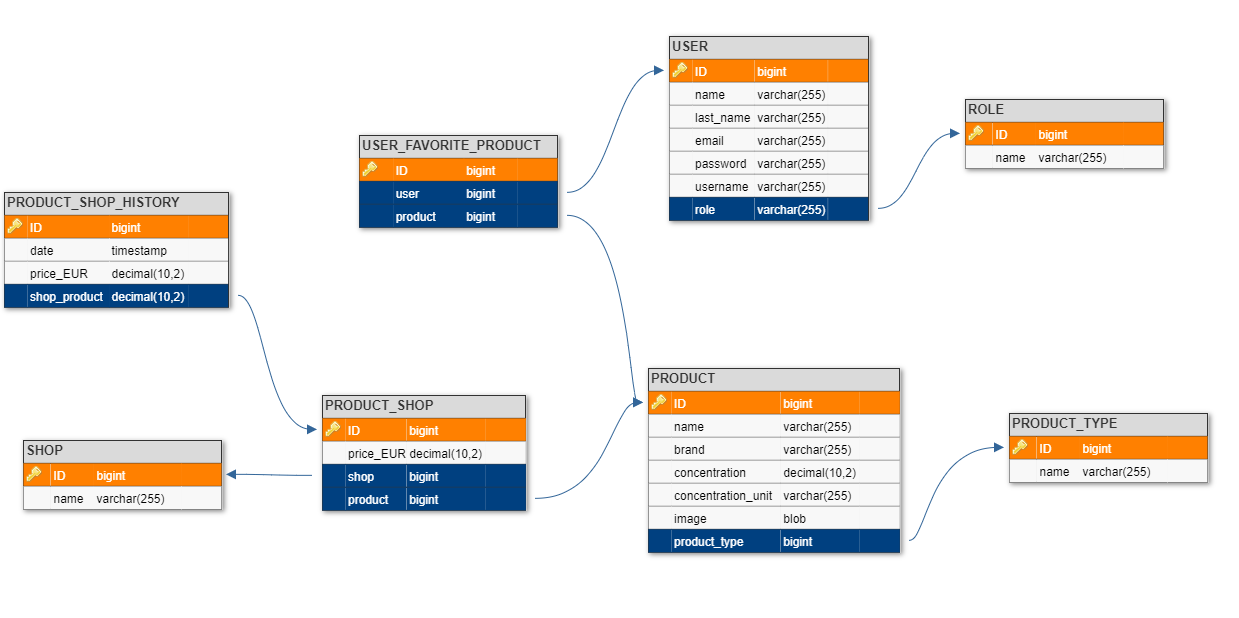 USER
ID bigint
name varchar(255)
last_name varchar(255)
email varchar(255)
password varchar(255)
username varchar(255)
role varchar(255)
ROLE
ID bigint
name varchar(255)
USER_FAVORITE_PRODUCT
ID bigint
user bigint
product bigint
PRODUCT_SHOP_HISTORY
ID bigint
date timestamp
price_EUR decimal(10,2)
shop_product decimal(10,2)
PRODUCT_SHOP
ID bigint
price_EUR decimal(10,2)
shop bigint
product bigint
SHOP
ID bigint
name varchar(255)
PRODUCT
ID bigint
name varchar(255)
brand varchar(255)
concentration decimal(10,2)
concentration_unit varchar(255)
image blob
product_type bigint
PRODUCT_TYPE
ID bigint
name varchar(255)